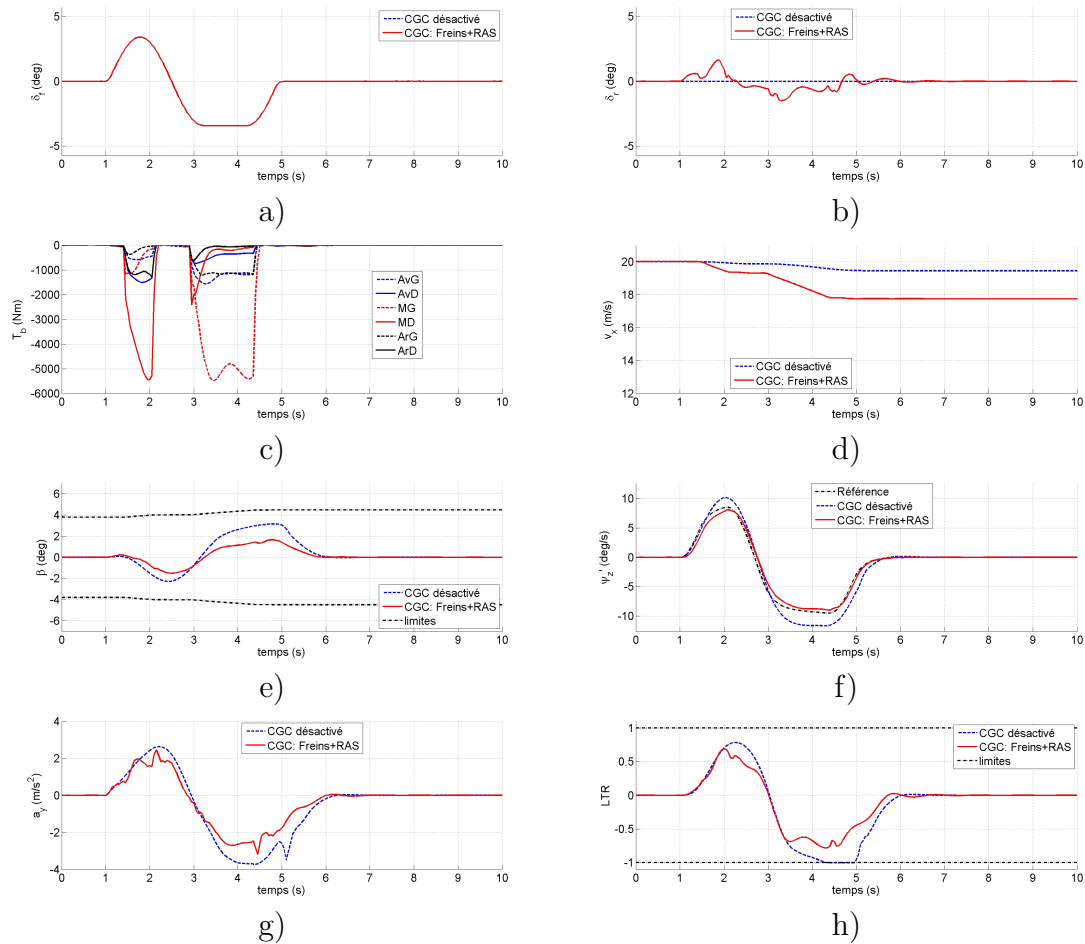 5
0
-5
δf (deg)
CGC désactivé
CGC: Freins+RAS
0 1 2 3 4 5 6 7 8 9 10
temps (s)
a)
5
0
-5
δr (deg)
CGC désactivé
CGC: Freins+RAS
0 1 2 3 4 5 6 7 8 9 10
temps (s)
b)
0
-1000
-2000
-3000
-4000
-5000
-6000
Tb (Nm)
AvG
AvD
MG
MD
ArG
ArD
0 1 2 3 4 5 6 7 8 9 10
temps (s)
c)
20
18
16
14
12
vx (m/s)
CGC désactivé
CGC: Freins+RAS
0 1 2 3 4 5 6 7 8 9 10
temps (s)
d)
6
4
2
0
-2
-4
-6
β (deg)
CGC désactivé
CGC: Freins+RAS
limites
0 1 2 3 4 5 6 7 8 9 10
temps (s)
e)
10
5
0
-5
-10
ψz' (deg/s)
Référence
CGC désactivé
CGC: Freins+RAS
0 1 2 3 4 5 6 7 8 9 10
temps (s)
f)
4
2
0
-2
-4
ay (m/s²)
CGC désactivé
CGC: Freins+RAS
0 1 2 3 4 5 6 7 8 9 10
temps (s)
g)
1
0.5
0
-0.5
-1
LTR
CGC désactivé
CGC: Freins+RAS
limites
0 1 2 3 4 5 6 7 8 9 10
temps (s)
h)